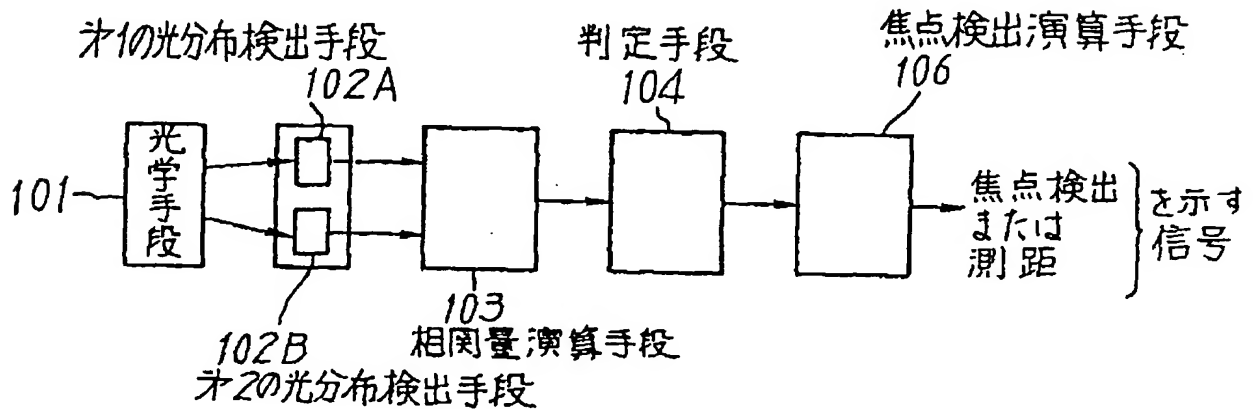 才1の光分布検出手段
102A
判定手段
104
焦点検出演算手段
106
101
光学手段
焦点検出
または
測距
を示す
信号
103
相関量演算手段
102B
才2の光分布検出手段